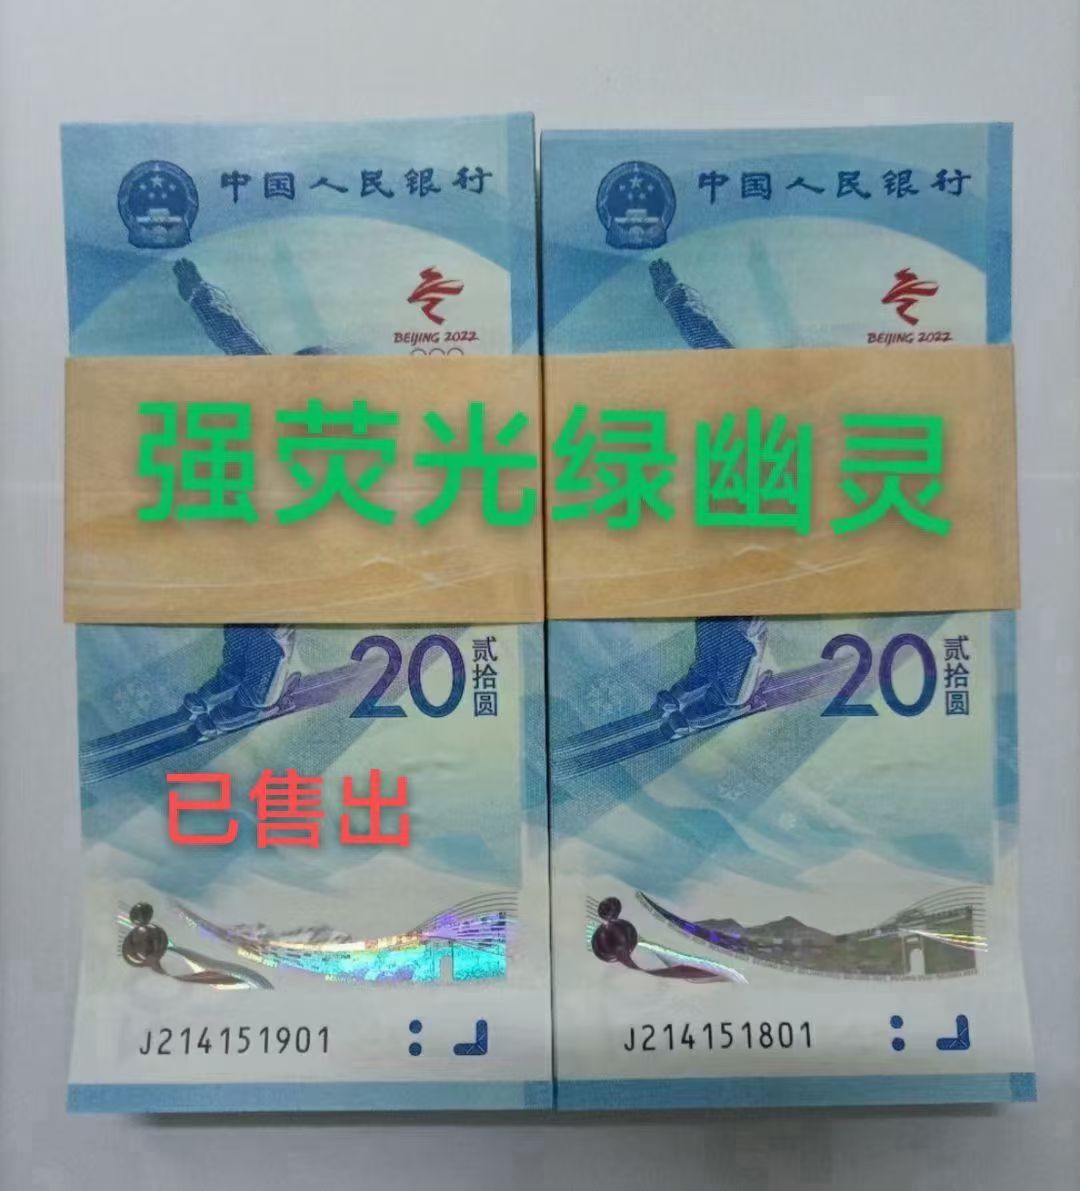 中国人民银行
中国人民银行
BEIJING 2022
BEIJING 2022
强荧光绿幽灵
20 贰拾圆
20 贰拾圆
已售出
J214151901
J214151801